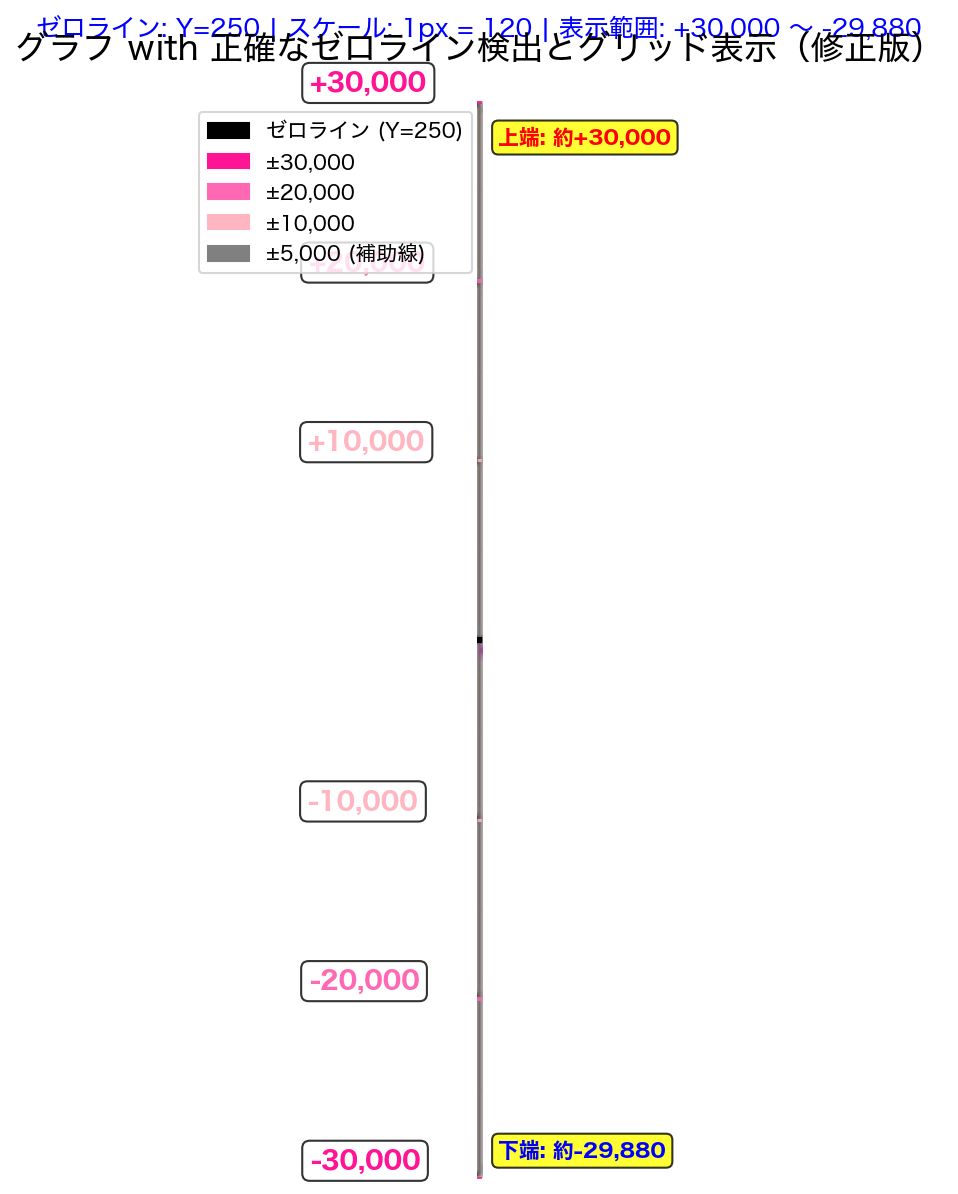 ゼロライン: Y=250 | スケール: 1px = 120 | 表示範囲: +30,000 〜 -29,880
グラフ with 正確なゼロライン検出とグリッド表示（修正版）
+30,000
上端: 約+30,000
ゼロライン (Y=250)
±30,000
±20,000
±10,000
±5,000 (補助線)
+20,000
+10,000
-10,000
-20,000
下端: 約-29,880
-30,000